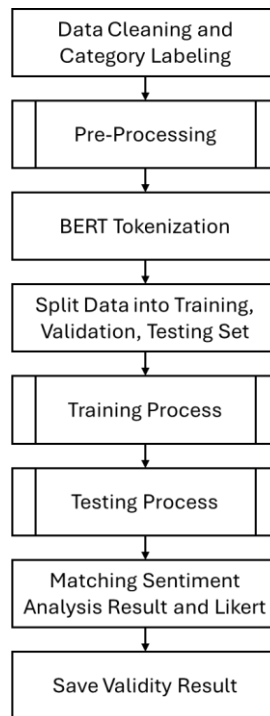 Data Cleaning and
Category Labeling
Pre-Processing
BERT Tokenization
Split Data into Training,
Validation, Testing Set
Training Process
Testing Process
Matching Sentiment
Analysis Result and Likert
Save Validity Result